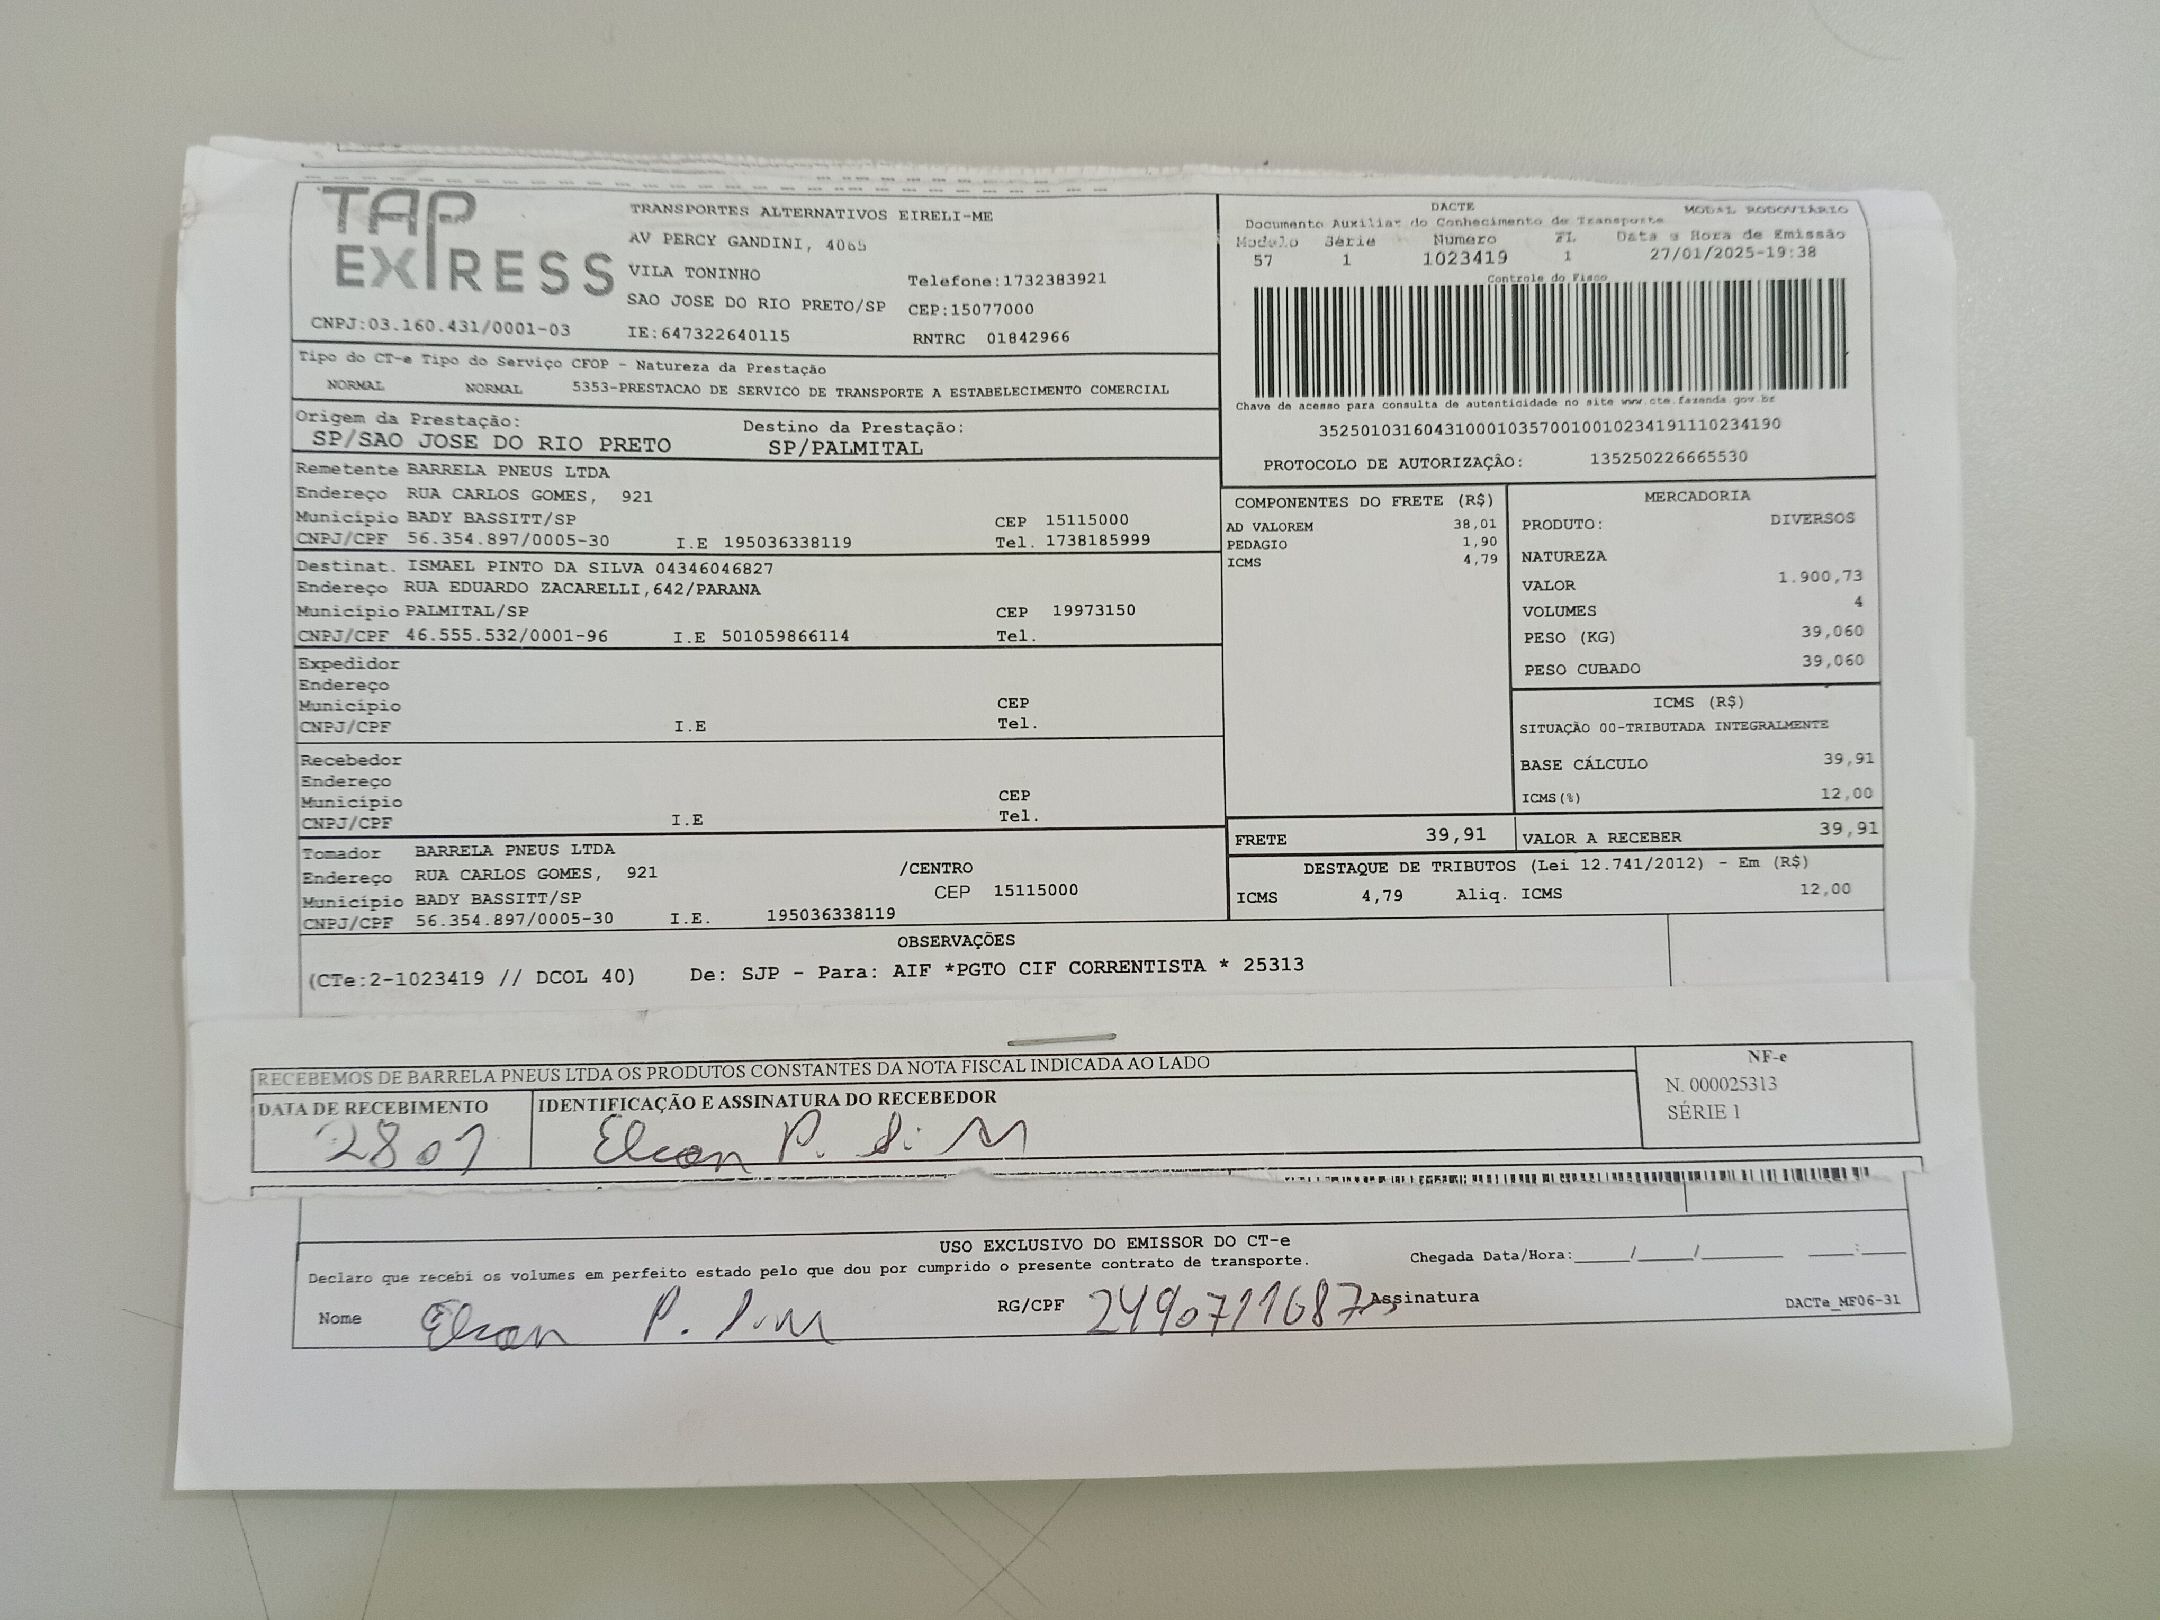 TAP EXPRESS
TRANSPORTES ALTERNATIVOS EIRELI-ME
AV PERCY GANDINI, 4065
VILA TONINHO
Telefone:1732383921
SAO JOSE DO RIO PRETO/SP CEP:15077000
CNPJ:03.160.431/0001-03 IE:647322640115 RNTRC 01842966
DACTE MODAL RODOVIÁRIO
Documento Auxiliar do Conhecimento de Transporte
Modelo Série Número FL Data e Hora de Emissão
57 1 1023419 1 27/01/2025-19:38
Controle do Fisco
Chave de acesso para consulta de autenticidade no site www.cte.fazenda.gov.br
35250103160431000103570010010234191110234190
PROTOCOLO DE AUTORIZAÇÂO: 135250226665530
Tipo do CT-e Tipo do Serviço CFOP - Natureza da Prestação
NORMAL NORMAL 5353-PRESTACAO DE SERVICO DE TRANSPORTE A ESTABELECIMENTO COMERCIAL
Origem da Prestação: Destino da Prestação:
SP/SAO JOSE DO RIO PRETO SP/PALMITAL
Remetente BARRELA PNEUS LTDA
Endereço RUA CARLOS GOMES, 921
Município BADY BASSITT/SP CEP 15115000
CNPJ/CPF 56.354.897/0005-30 I.E 195036338119 Tel. 1738185999
Destinat. ISMAEL PINTO DA SILVA 04346046827
Endereço RUA EDUARDO ZACARELLI,642/PARANA
Município PALMITAL/SP CEP 19973150
CNPJ/CPF 46.555.532/0001-96 I.E 501059866114 Tel.
Expedidor
Endereço
Município CEP
CNPJ/CPF I.E Tel.
Recebedor
Endereço
Município CEP
CNPJ/CPF I.E Tel.
Tomador BARRELA PNEUS LTDA
Endereço RUA CARLOS GOMES, 921 /CENTRO
Município BADY BASSITT/SP CEP 15115000
CNPJ/CPF 56.354.897/0005-30 I.E. 195036338119
COMPONENTES DO FRETE (R$)
AD VALOREM 38,01
PEDAGIO 1,90
ICMS 4,79
MERCADORIA
PRODUTO: DIVERSOS
NATUREZA
VALOR 1.900,73
VOLUMES 4
PESO (KG) 39,060
PESO CUBADO 39,060
ICMS (R$)
SITUAÇÃO 00-TRIBUTADA INTEGRALMENTE
BASE CÁLCULO 39,91
ICMS(%) 12,00
FRETE 39,91 VALOR A RECEBER 39,91
DESTAQUE DE TRIBUTOS (Lei 12.741/2012) - Em (R$)
ICMS 4,79 Aliq. ICMS 12,00
OBSERVAÇÕES
(CTe:2-1023419 // DCOL 40) De: SJP - Para: AIF *PGTO CIF CORRENTISTA * 25313
RECEBEMOS DE BARRELA PNEUS LTDA OS PRODUTOS CONSTANTES DA NOTA FISCAL INDICADA AO LADO
NF-e
N. 000025313
SÉRIE 1
DATA DE RECEBIMENTO IDENTIFICAÇÃO E ASSINATURA DO RECEBEDOR
28 01
USO EXCLUSIVO DO EMISSOR DO CT-e
Declaro que recebi os volumes em perfeito estado pelo que dou por cumprido o presente contrato de transporte.
Chegada Data/Hora:_____/_____/_______ ____:____
Nome RG/CPF Assinatura DACTe_MF06-31